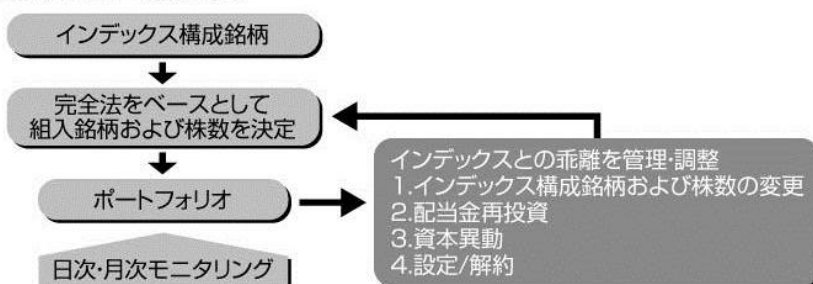 インデックス構成銘柄
完全法をベースとして
組入銘柄および株数を決定
ポートフォリオ
日次・月次モニタリング
インデックスとの乖離を管理・調整
1.インデックス構成銘柄および株数の変更
2.配当金再投資
3.資本異動
4.設定/解約